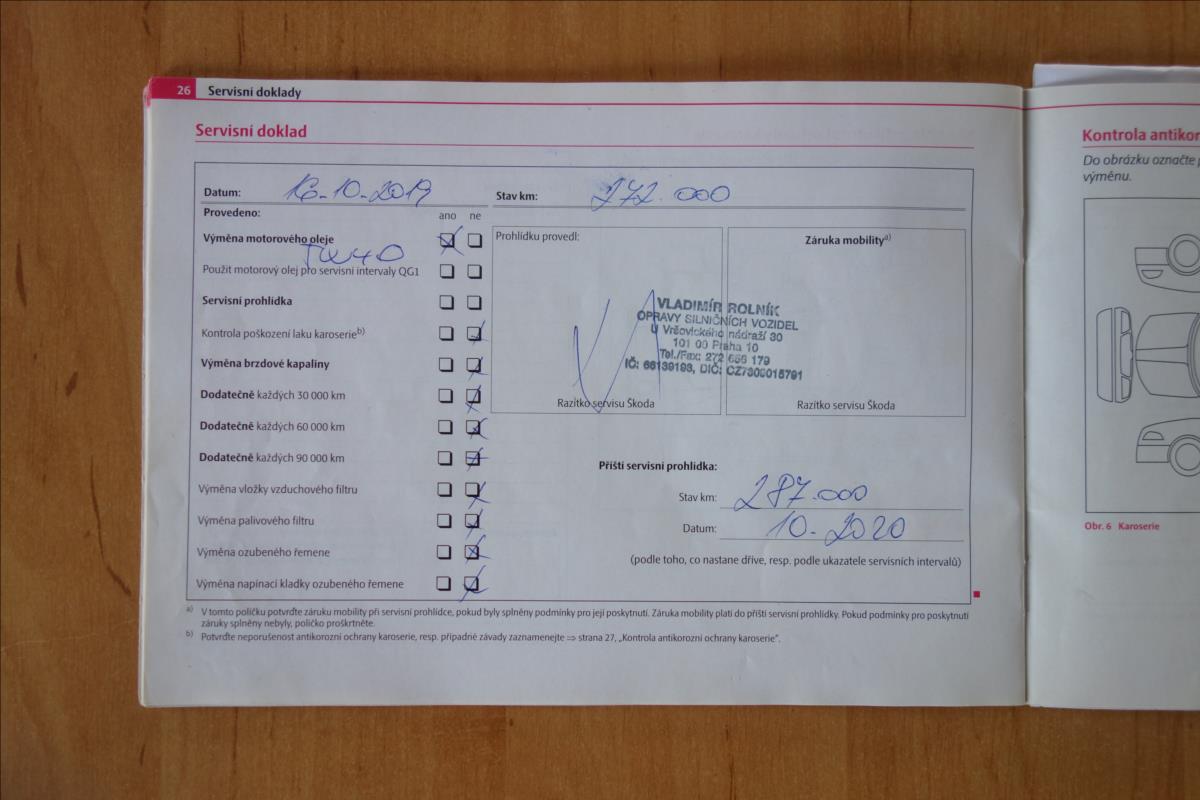 26 Servisní doklady
Servisní doklad
Datum: 16-10-2019 Stav km: 272.000
Provedeno: ano ne
Výměna motorového oleje
5W40
Použit motorový olej pro servisní intervaly QG1
Servisní prohlídka
Kontrola poškození laku karoserie b)
Výměna brzdové kapaliny
Dodatečně každých 30 000 km
Dodatečně každých 60 000 km
Dodatečně každých 90 000 km
Výměna vložky vzduchového filtru
Výměna palivového filtru
Výměna ozubeného řemene
Výměna napínací kladky ozubeného řemene
Prohlídku provedl:
Záruka mobility a)
VLADIMÍR ROLNÍK
OPRAVY SILNIČNÍCH VOZIDEL
U Vršovického nádraží 30
101 00 Praha 10
Tel./Fax: 272 656 179
Razítko servisu Škoda
Razítko servisu Škoda
Příští servisní prohlídka:
Stav km: 287.000
Datum: 10-2020
(podle toho, co nastane dříve, resp. podle ukazatele servisních intervalů)
a) V tomto políčku potvrďte záruku mobility při servisní prohlídce, pokud byly splněny podmínky pro její poskytnutí. Záruka mobility platí do příští servisní prohlídky. Pokud podmínky pro poskytnutí
záruky splněny nebyly, políčko proškrtněte.
b) Potvrďte neporušenost antikorozní ochrany karoserie, resp. případné závady zaznamenejte ⇒ strana 27, „Kontrola antikorozní ochrany karoserie".
Kontrola antikor
Do obrázku označte p
výměnu.
Obr. 6 Karoserie